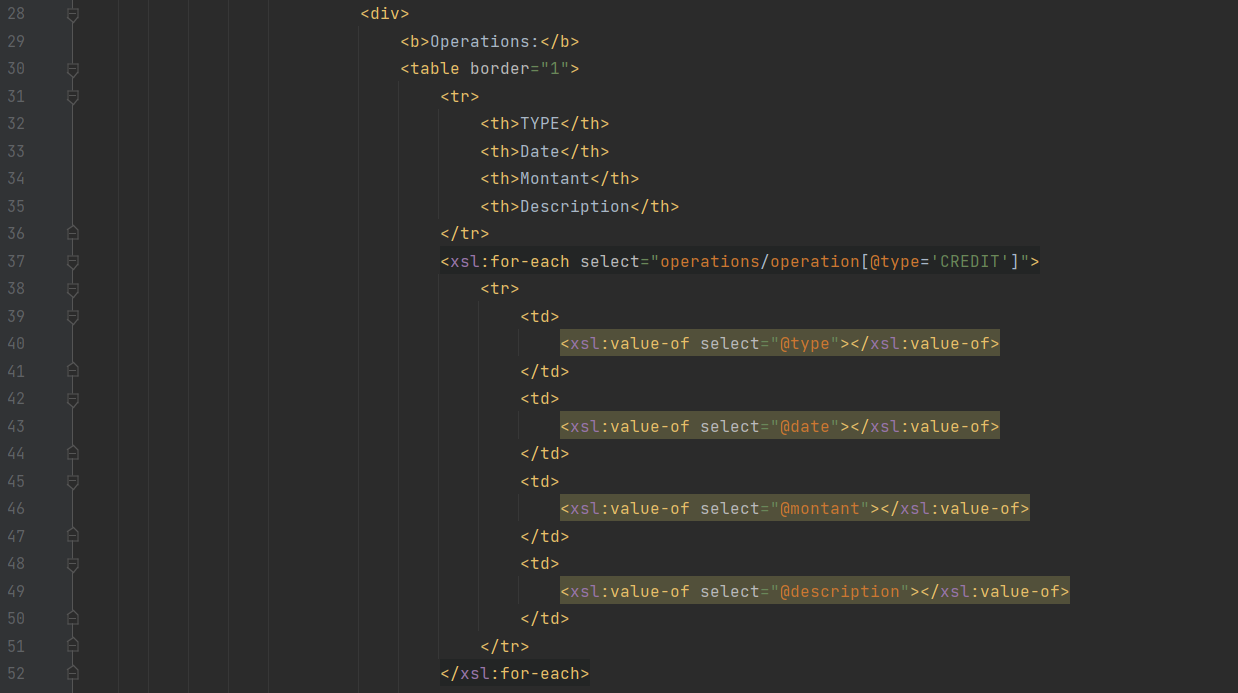 28 <div>
29 <b>Operations:</b>
30 <table border="1">
31 <tr>
32 <th>TYPE</th>
33 <th>Date</th>
34 <th>Montant</th>
35 <th>Description</th>
36 </tr>
37 <xsl:for-each select="operations/operation[@type='CREDIT']">
38 <tr>
39 <td>
40 <xsl:value-of select="@type"></xsl:value-of>
41 </td>
42 <td>
43 <xsl:value-of select="@date"></xsl:value-of>
44 </td>
45 <td>
46 <xsl:value-of select="@montant"></xsl:value-of>
47 </td>
48 <td>
49 <xsl:value-of select="@description"></xsl:value-of>
50 </td>
51 </tr>
52 </xsl:for-each>